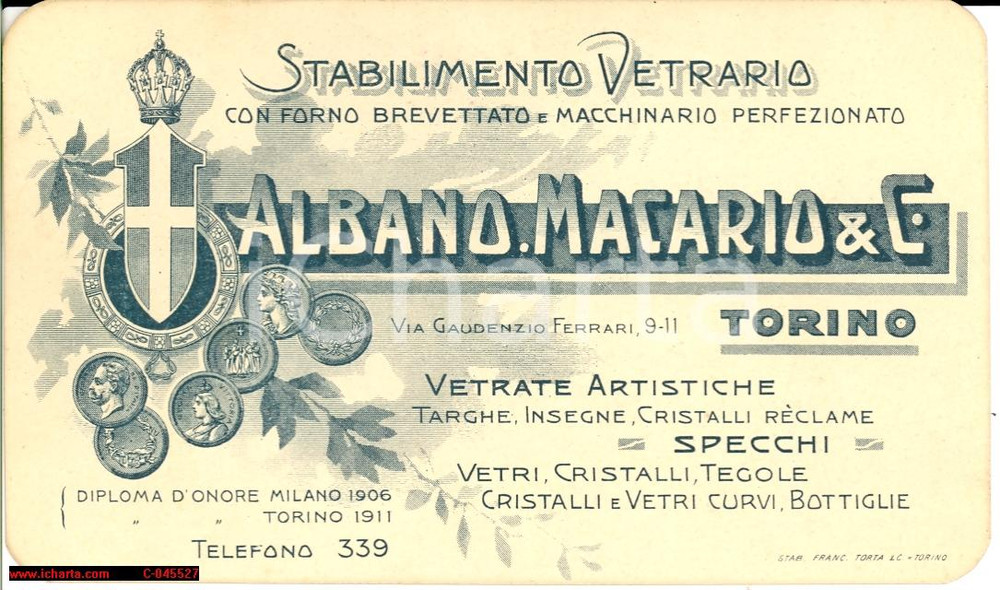 STABILIMENTO VETRARIO
CON FORNO BREVETTATO E MACCHINARIO PERFEZIONATO
ALBANO. MACARIO & C.
charta
VIA GAUDENZIO FERRARI, 9-11 TORINO
VETRATE ARTISTICHE
TARGHE, INSEGNE, CRISTALLI RÈCLAME
SPECCHI
VETRI, CRISTALLI, TEGOLE
CRISTALLI E VETRI CURVI, BOTTIGLIE
DIPLOMA D'ONORE MILANO 1906
" " TORINO 1911
TELEFONO 339
STAB. FRANC. TORTA & C. - TORINO
www.icharta.com C-045527